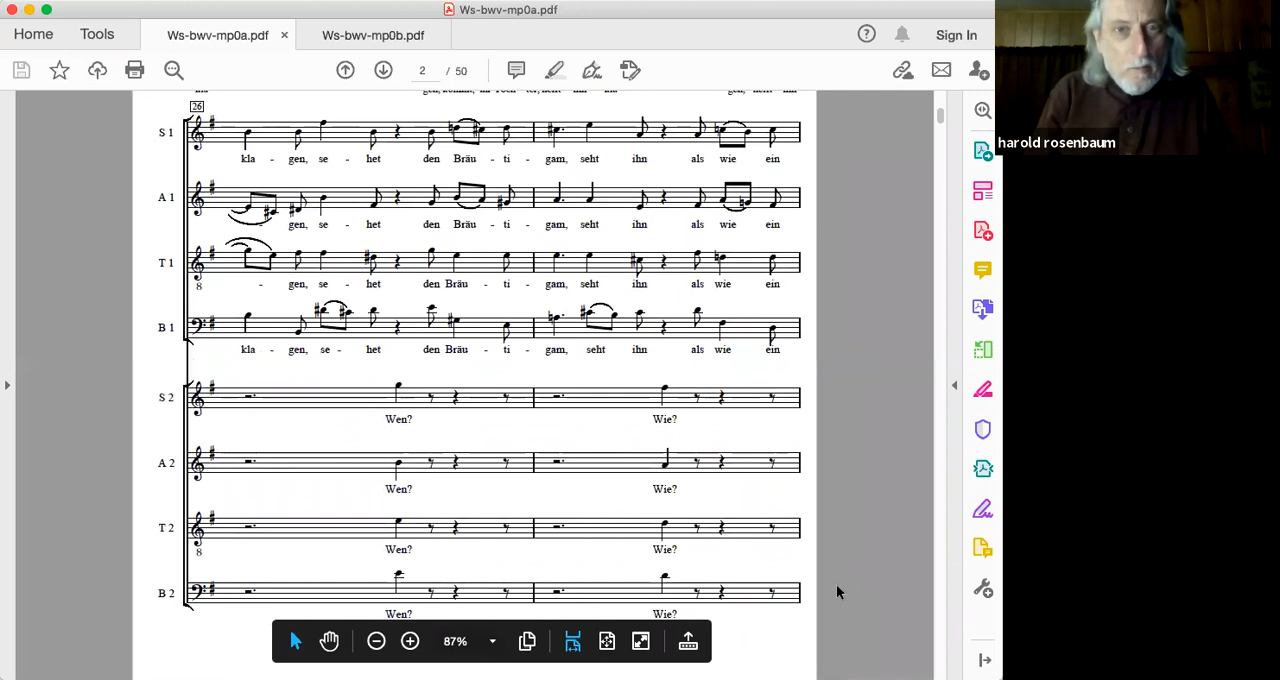 Ws-bwv-mp0a.pdf
Home Tools Ws-bwv-mp0a.pdf × Ws-bwv-mp0b.pdf Sign In
2 / 50
harold rosenbaum
26
S 1
kla - gen, se - het den Bräu - ti - gam, seht ihn als wie ein
A 1
gen, se - het den Bräu - ti - gam, seht ihn als wie ein
T 1
8
- gen, se - het den Bräu - ti - gam, seht ihn als wie ein
B 1
kla - gen, se - het den Bräu - ti - gam, seht ihn als wie ein
S 2
Wen? Wie?
A 2
Wen? Wie?
T 2
8
Wen? Wie?
B 2
Wen? Wie?
87%